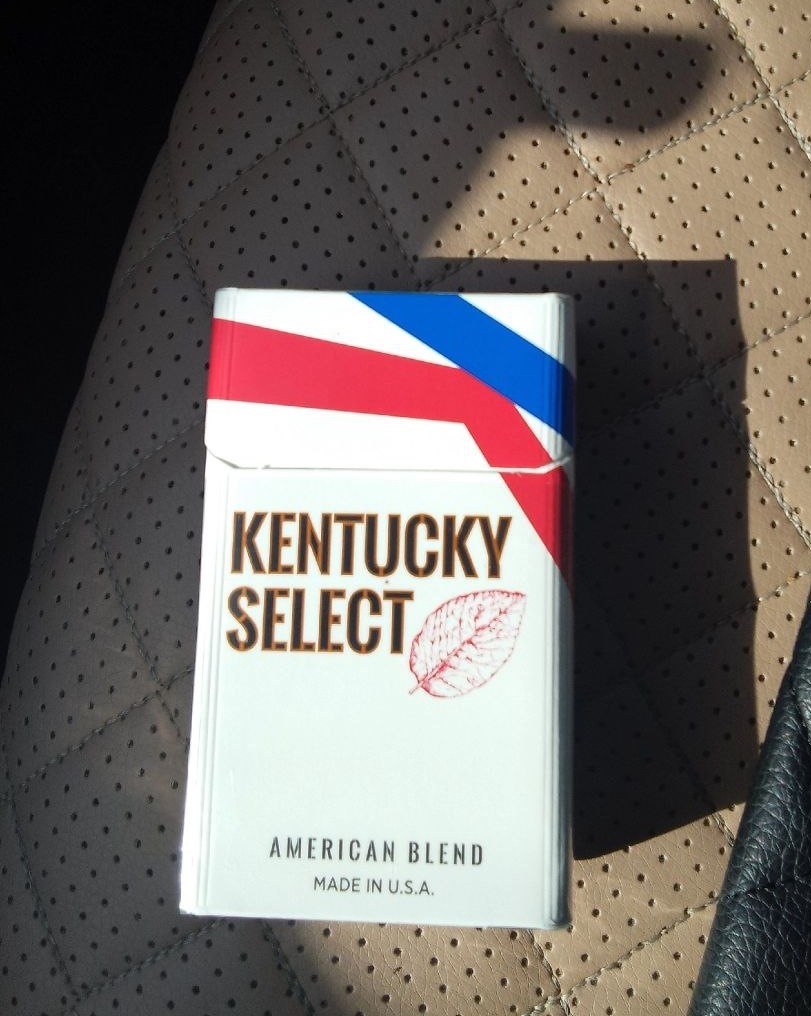 KENTUCKY
SELECT
AMERICAN BLEND
MADE IN U.S.A.